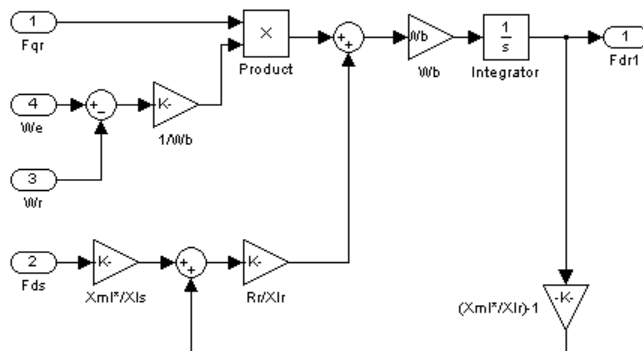 1
Fqr
×
Product
Wb
Wb
1
s
Integrator
1
Fdr1
4
We
K-
1/Wb
3
Wr
2
Fds
K-
Xml*/Xls
K-
Rr/Xlr
-K-
(Xml*/Xlr)-1